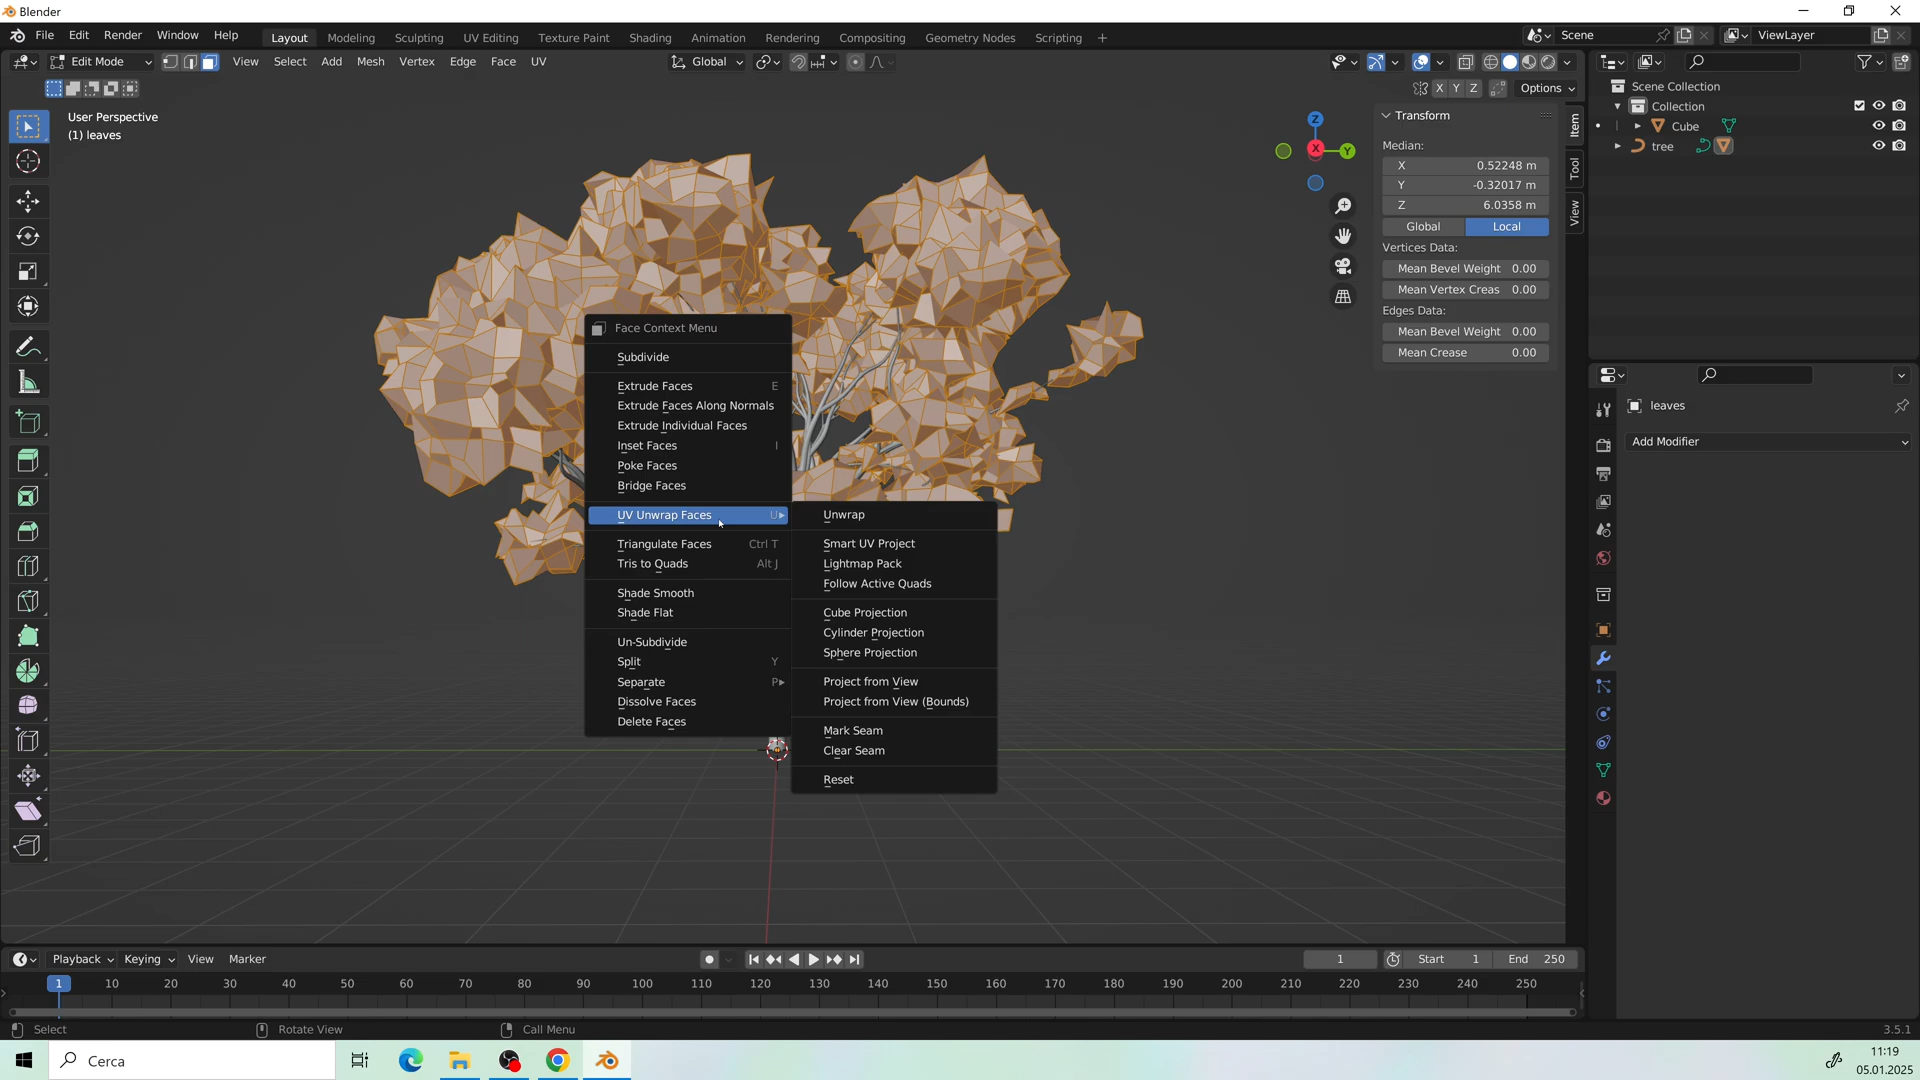 Blender
File Edit Render Window Help Layout Modeling Sculpting UV Editing Texture Paint Shading Animation Rendering Compositing Geometry Nodes Scripting + Scene ViewLayer
Edit Mode View Select Add Mesh Vertex Edge Face UV Global
X Y Z Options
User Perspective
(1) leaves
Z
X
Y
Transform
Median:
X 0.52248 m
Y -0.32017 m
Z 6.0358 m
Global Local
Vertices Data:
Mean Bevel Weight 0.00
Mean Vertex Creas 0.00
Edges Data:
Mean Bevel Weight 0.00
Mean Crease 0.00
Item
Tool
View
Scene Collection
Collection
Cube
tree
leaves
Add Modifier
Face Context Menu
Subdivide
Extrude Faces E
Extrude Faces Along Normals
Extrude Individual Faces
Inset Faces I
Poke Faces
Bridge Faces
UV Unwrap Faces U
Triangulate Faces Ctrl T
Tris to Quads Alt J
Shade Smooth
Shade Flat
Un-Subdivide
Split Y
Separate P
Dissolve Faces
Delete Faces
Unwrap
Smart UV Project
Lightmap Pack
Follow Active Quads
Cube Projection
Cylinder Projection
Sphere Projection
Project from View
Project from View (Bounds)
Mark Seam
Clear Seam
Reset
Playback Keying View Marker 1 Start 1 End 250
1 10 20 30 40 50 60 70 80 90 100 110 120 130 140 150 160 170 180 190 200 210 220 230 240 250
Select Rotate View Call Menu 3.5.1
Cerca
11:19
05.01.2025